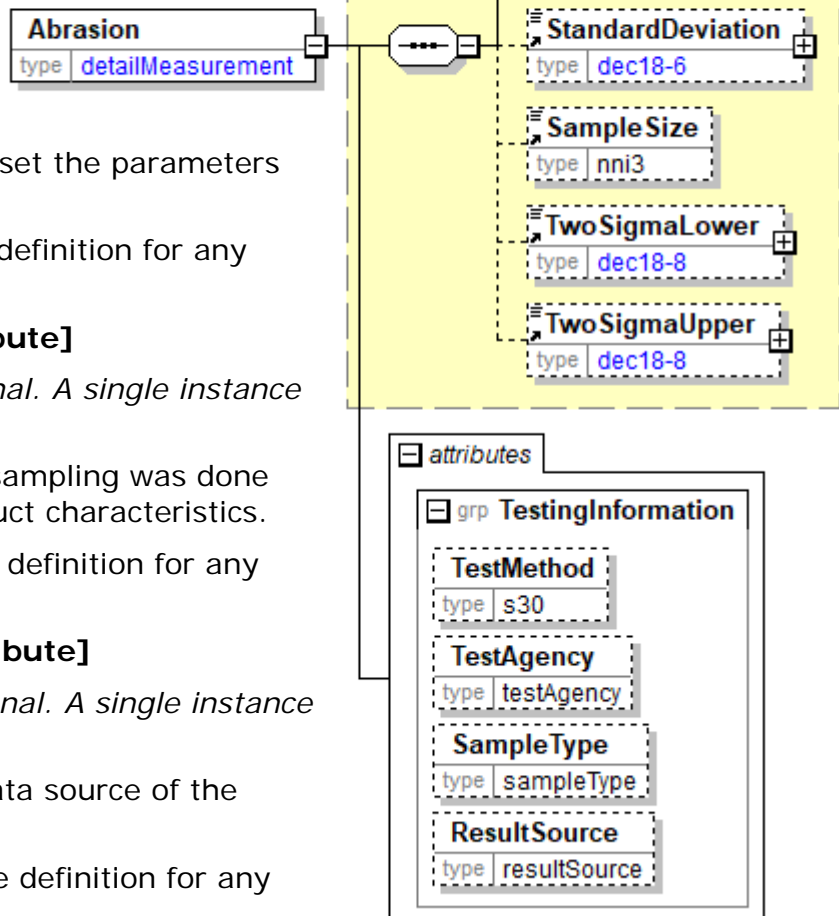 Abrasion
type detailMeasurement
set the parameters
definition for any
bute]
nal. A single instance
sampling was done
uct characteristics.
definition for any
bute]
nal. A single instance
ata source of the
e definition for any
StandardDeviation
type dec18-6
SampleSize
type nni3
TwoSigmaLower
type dec18-8
TwoSigmaUpper
type dec18-8
attributes
grp TestingInformation
TestMethod
type s30
TestAgency
type testAgency
SampleType
type sampleType
ResultSource
type resultSource